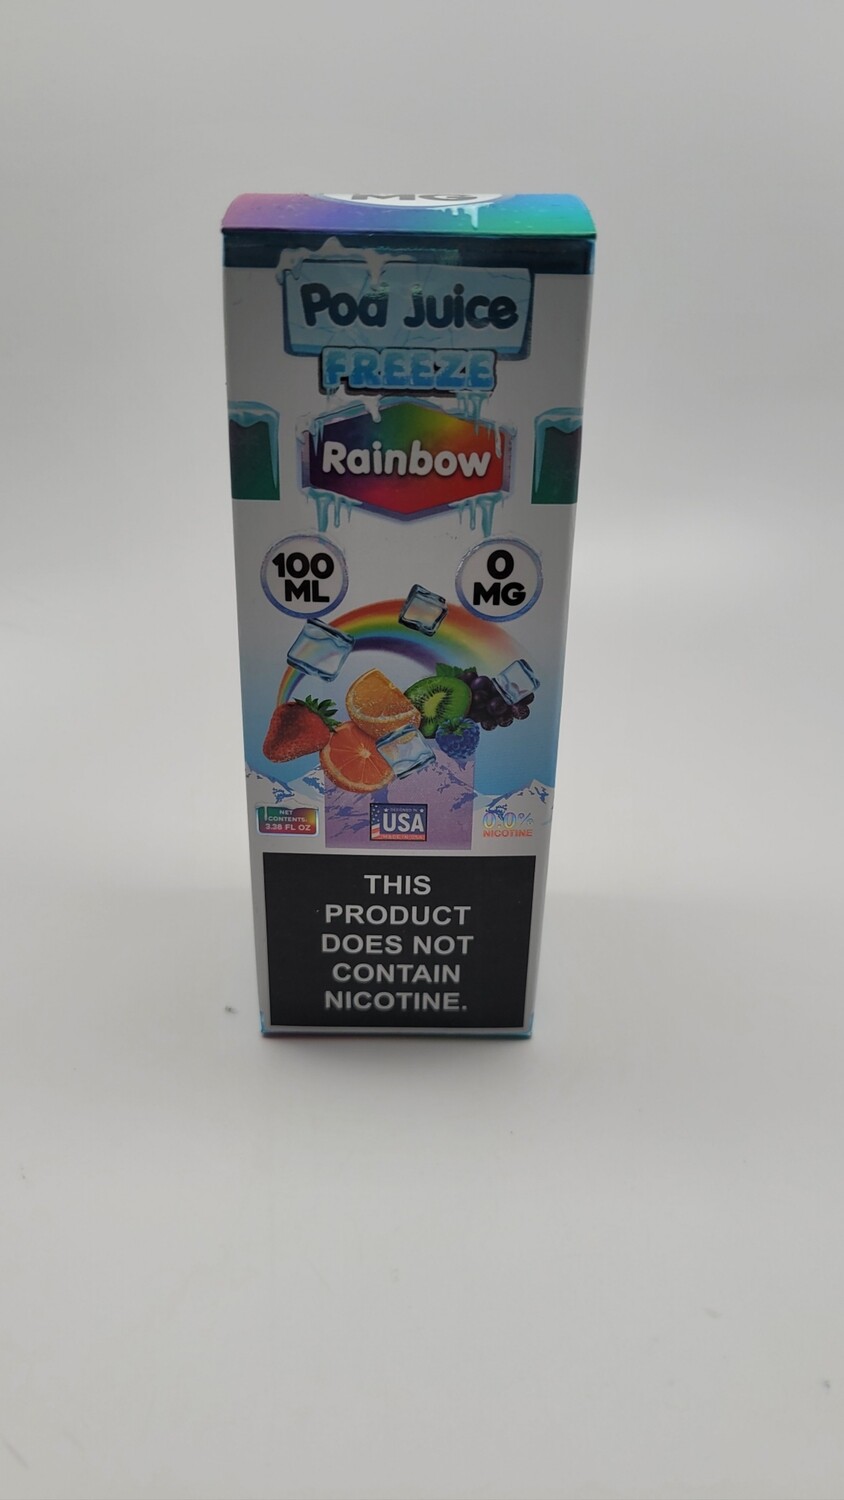 MG
Pod Juice
FREEZE
Rainbow
100
ML
0
MG
NET
CONTENTS:
3.38 FL OZ
USA
0.0%
NICOTINE
THIS
PRODUCT
DOES NOT
CONTAIN
NICOTINE.